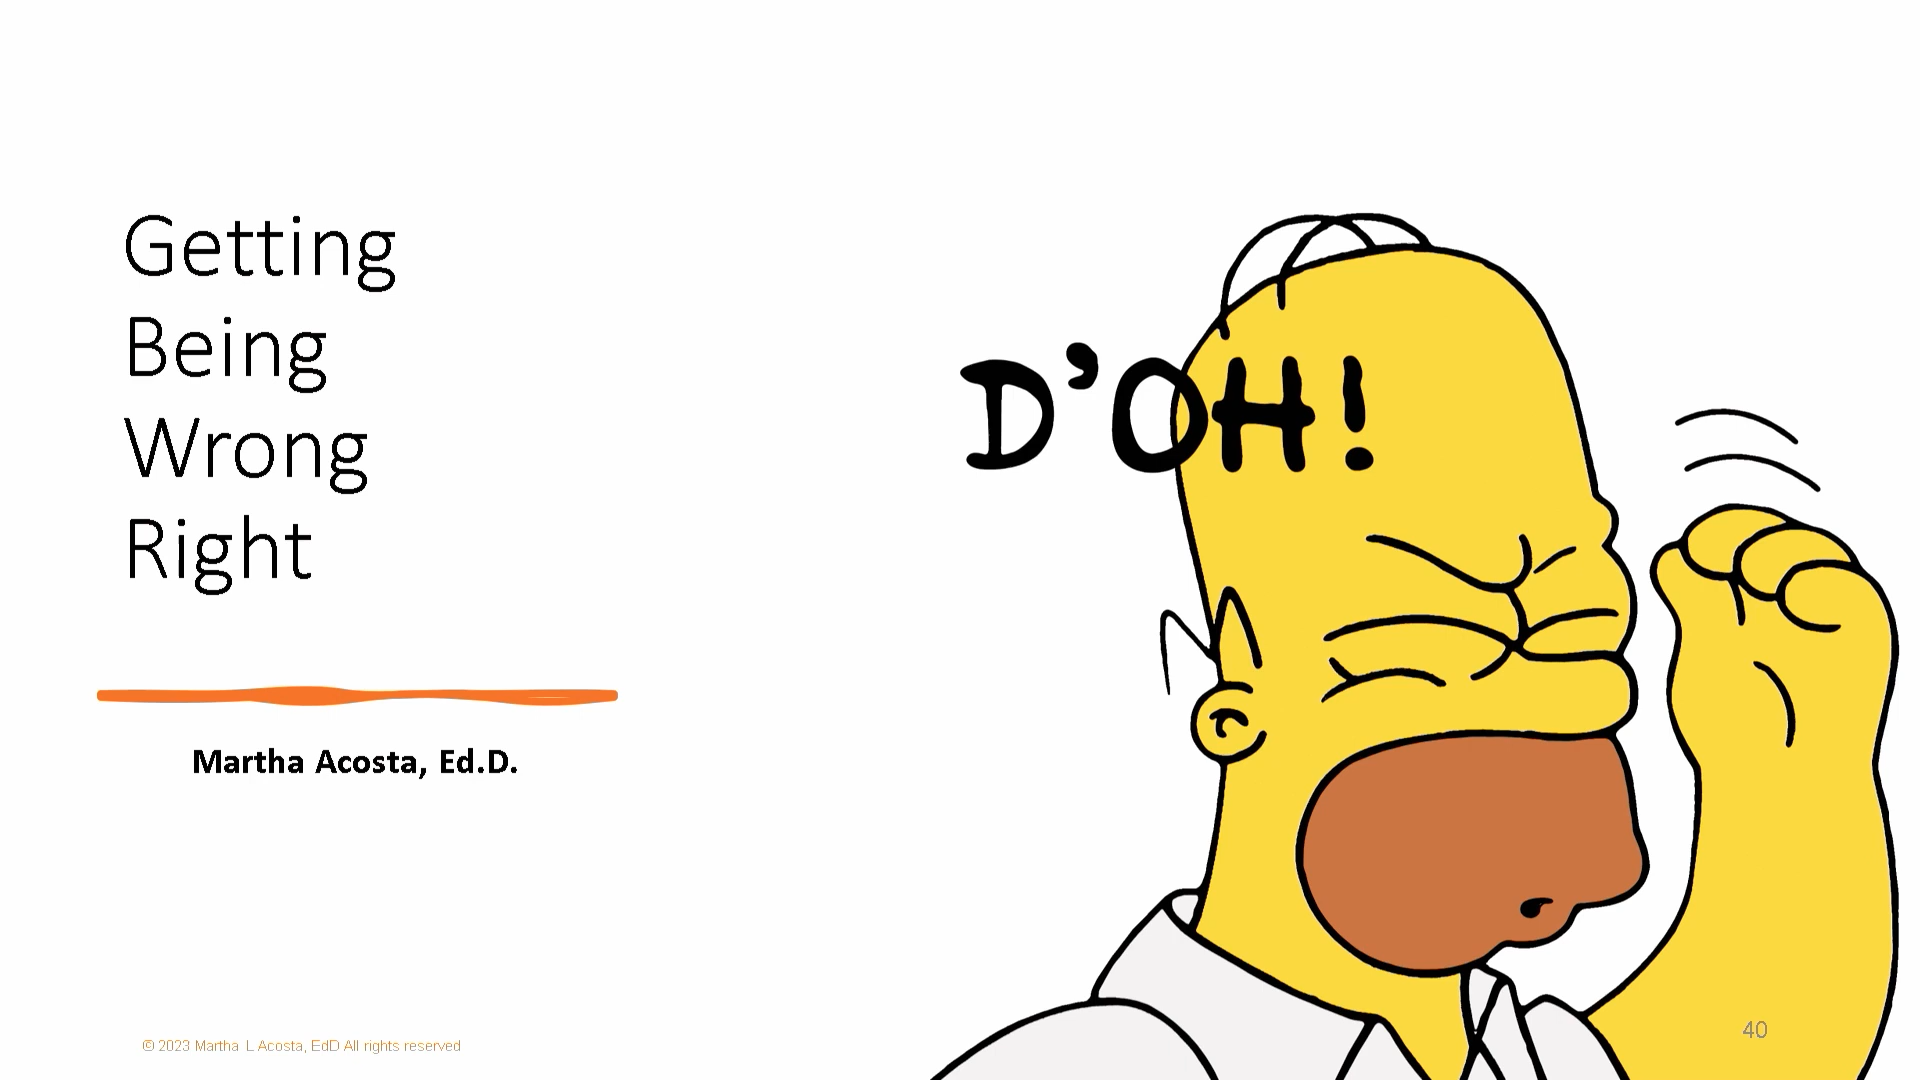 Getting
Being
Wrong
Right
D’OH!
Martha Acosta, Ed.D.
© 2023 Martha L Acosta, EdD All rights reserved
40